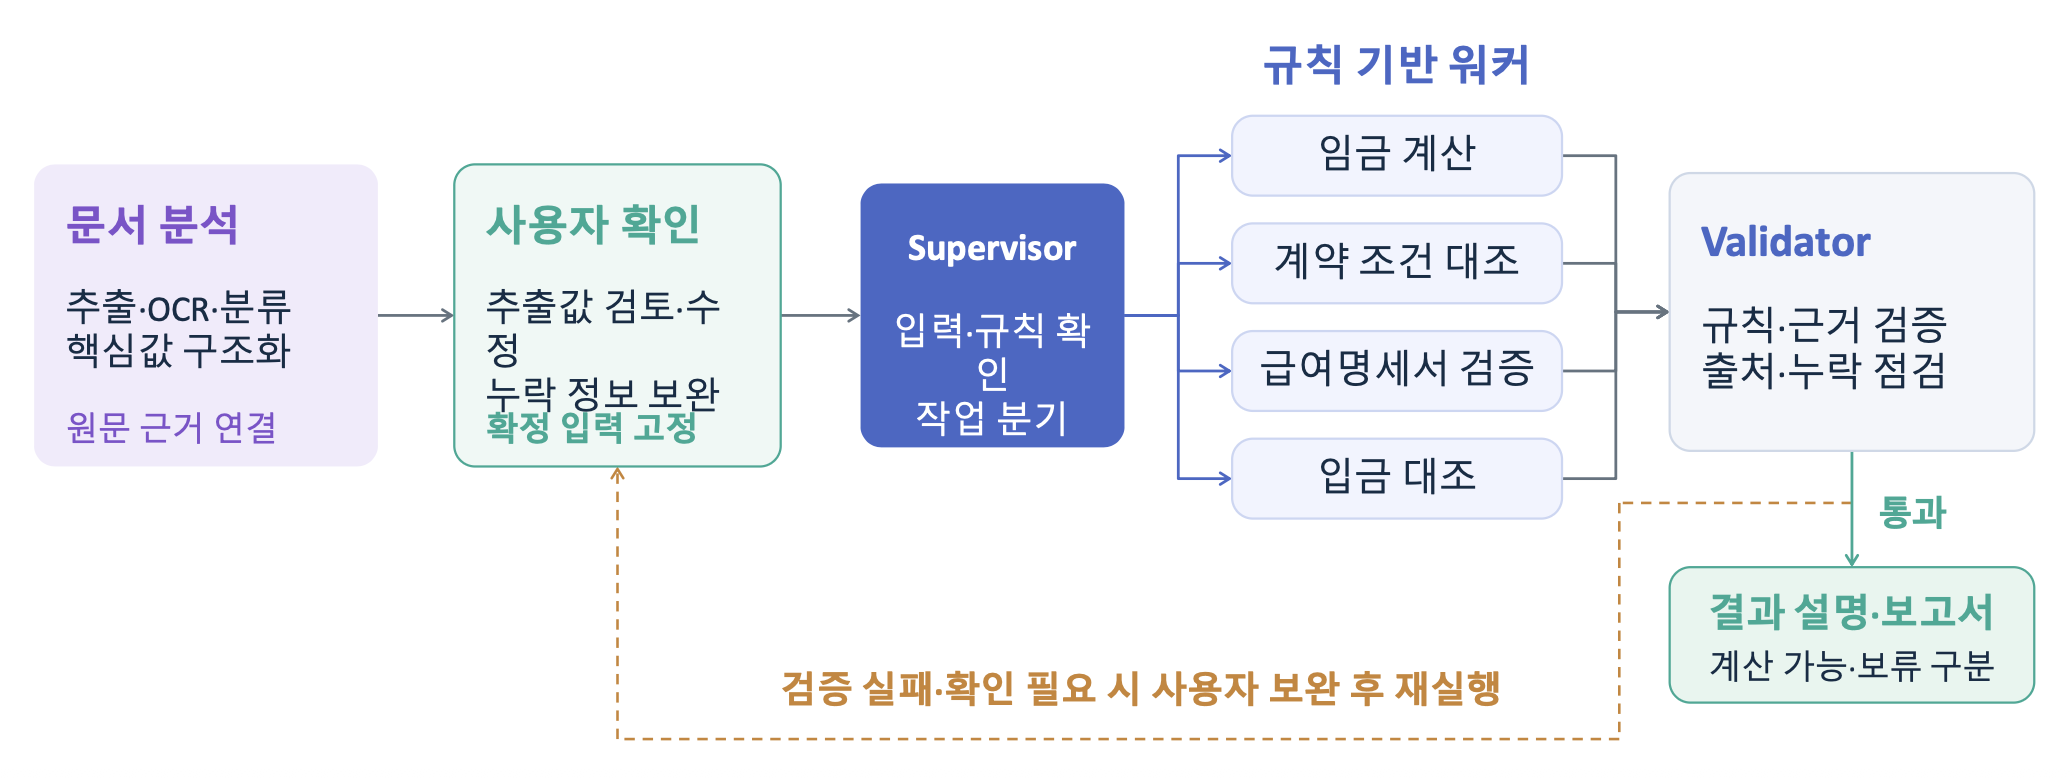 문서 분석
추출·OCR·분류
핵심값 구조화
원문 근거 연결
사용자 확인
추출값 검토·수
정
누락 정보 보완
확정 입력 고정
Supervisor
입력·규칙 확
인
작업 분기
규칙 기반 워커
임금 계산
계약 조건 대조
급여명세서 검증
입금 대조
Validator
규칙·근거 검증
출처·누락 점검
통과
결과 설명·보고서
계산 가능·보류 구분
검증 실패·확인 필요 시 사용자 보완 후 재실행